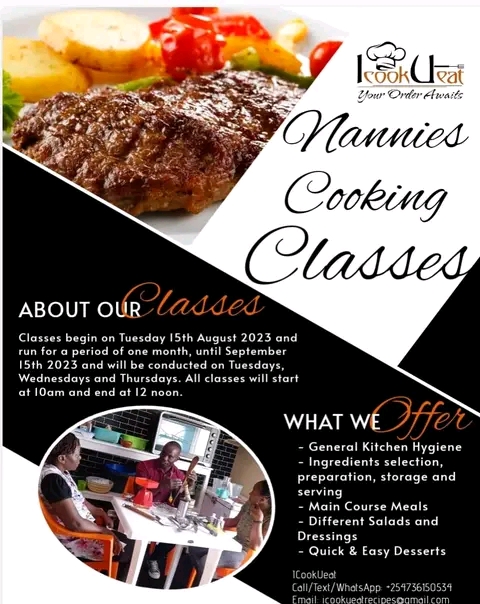 IcookUeat
Your Order Awaits
Nannies
Cooking
Classes
ABOUT OUR Classes
Classes begin on Tuesday 15th August 2023 and
run for a period of one month, until September
15th 2023 and will be conducted on Tuesdays,
Wednesdays and Thursdays. All classes will start
at 10am and end at 12 noon.
WHAT WE Offer
- General Kitchen Hygiene
- Ingredients selection,
preparation, storage and
serving
- Main Course Meals
- Different Salads and
Dressings
- Quick & Easy Desserts
ICookUeat
Call/Text/WhatsApp: +254736150534
Email: icookueatrecipes@gmail.com